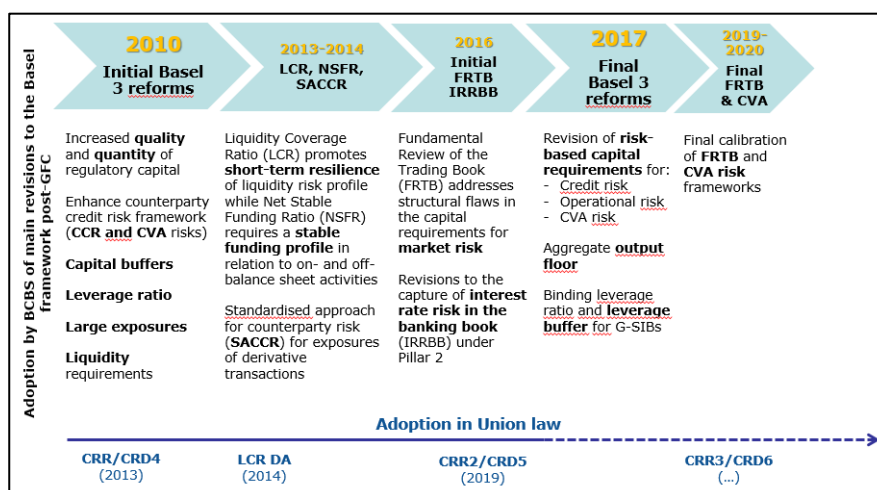 Adoption by BCBS of main revisions to the Basel
framework post-GFC
2010
Initial Basel
3 reforms
2013-2014
LCR, NSFR,
SACCR
2016
Initial
FRTB
IRRBB
2017
Final
Basel 3
reforms
2019-
2020
Final
FRTB
& CVA
Increased quality
and quantity of
regulatory capital
Enhance counterparty
credit risk framework
(CCR and CVA risks)
Capital buffers
Leverage ratio
Large exposures
Liquidity
requirements
Liquidity Coverage
Ratio (LCR) promotes
short-term resilience
of liquidity risk profile
while Net Stable
Funding Ratio (NSFR)
requires a stable
funding profile in
relation to on- and off-
balance sheet activities
Standardised approach
for counterparty risk
(SACCR) for exposures
of derivative
transactions
Fundamental
Review of the
Trading Book
(FRTB) addresses
structural flaws in
the capital
requirements for
market risk
Revisions to the
capture of interest
rate risk in the
banking book
(IRRBB) under
Pillar 2
Revision of risk-
based capital
requirements for:
- Credit risk
- Operational risk
- CVA risk
Aggregate output
floor
Binding leverage
ratio and leverage
buffer for G-SIBs
Final calibration
of FRTB and
CVA risk
frameworks
Adoption in Union law
CRR/CRD4
(2013)
LCR DA
(2014)
CRR2/CRD5
(2019)
CRR3/CRD6
(...)